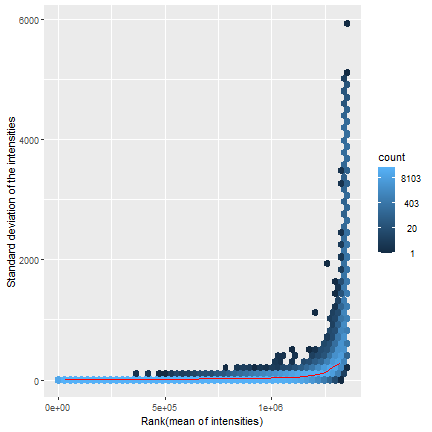 6000
4000
2000
0
Standard deviation of the intensities
0e+00
5e+05
1e+06
Rank(mean of intensities)
count
8103
403
20
1